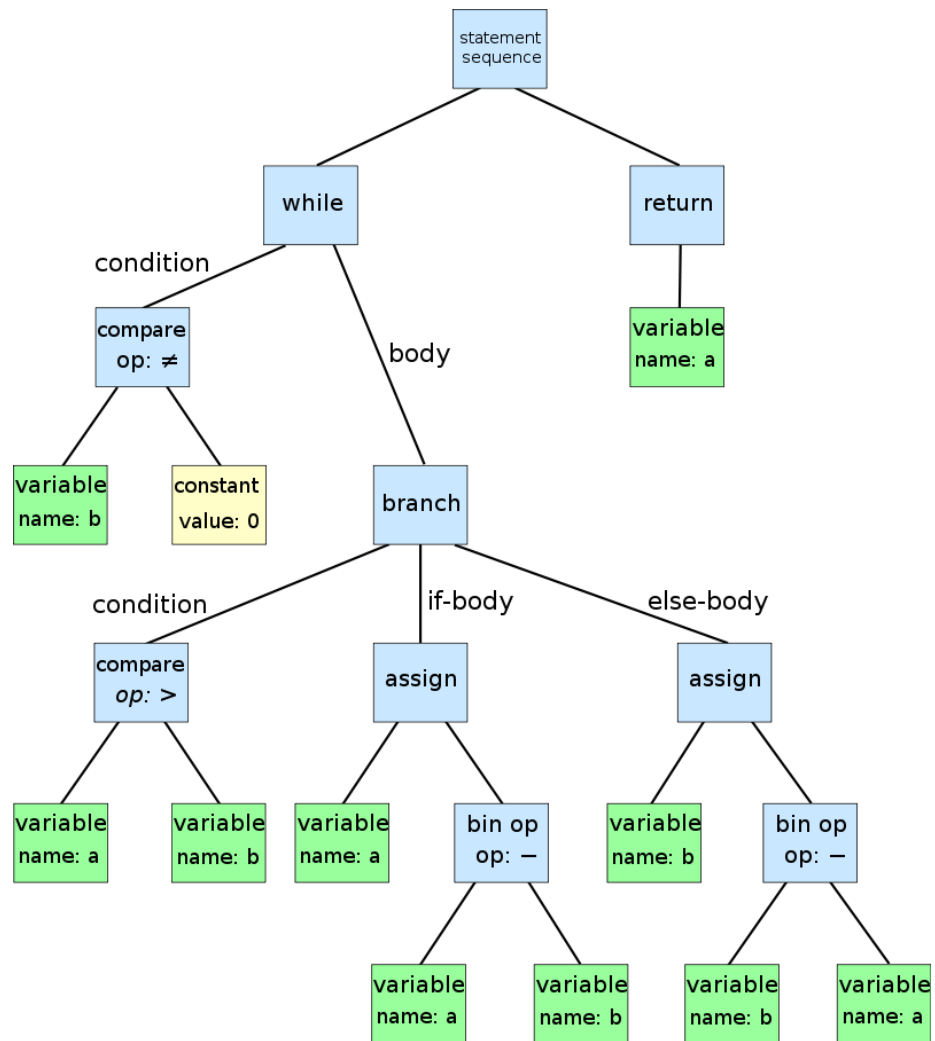 statement
sequence
while
return
condition
body
compare
op: ≠
variable
name: a
variable
name: b
constant
value: 0
branch
condition
if-body
else-body
compare
op: >
assign
assign
variable
name: a
variable
name: b
variable
name: a
bin op
op: −
variable
name: b
bin op
op: −
variable
name: a
variable
name: b
variable
name: b
variable
name: a